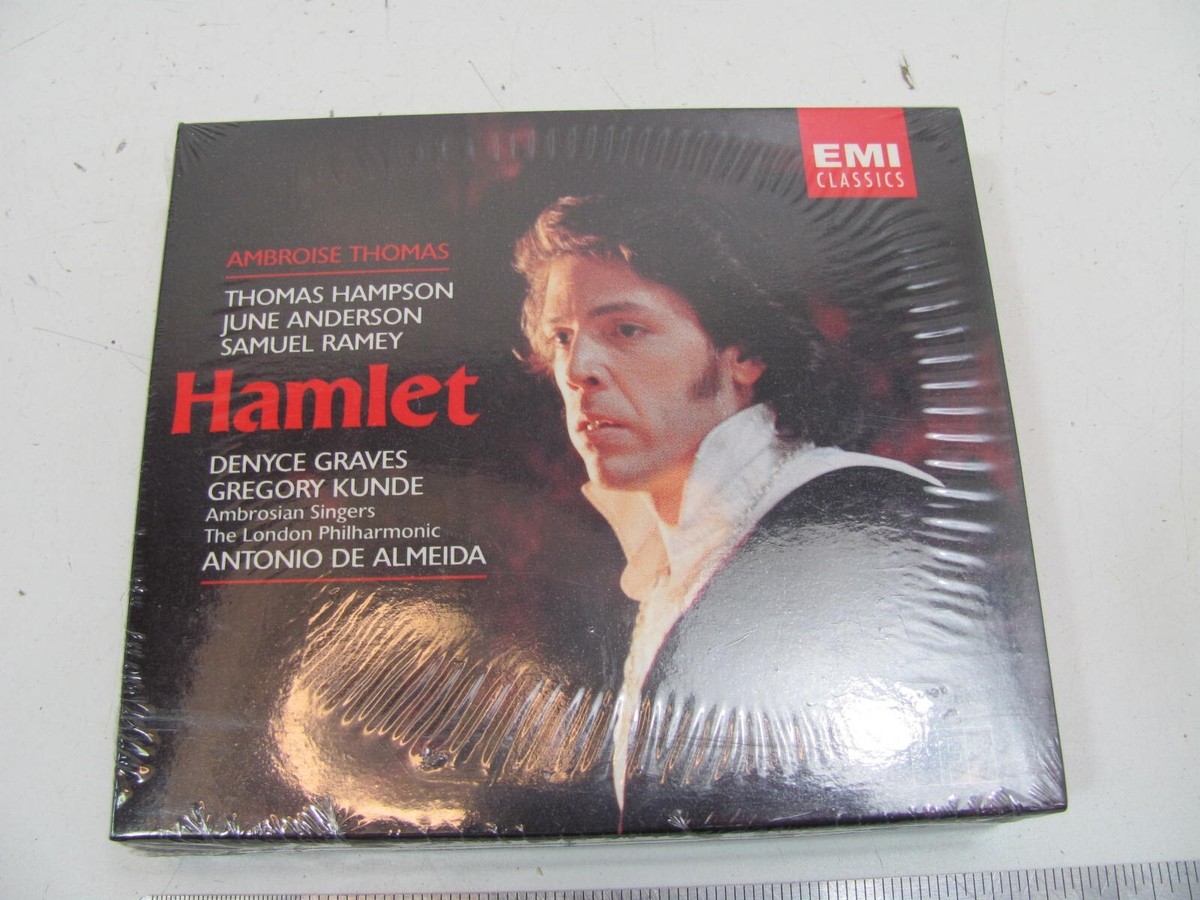 EMI
CLASSICS
AMBROISE THOMAS
THOMAS HAMPSON
JUNE ANDERSON
SAMUEL RAMEY
Hamlet
DENYCE GRAVES
GREGORY KUNDE
Ambrosian Singers
The London Philharmonic
ANTONIO DE ALMEIDA